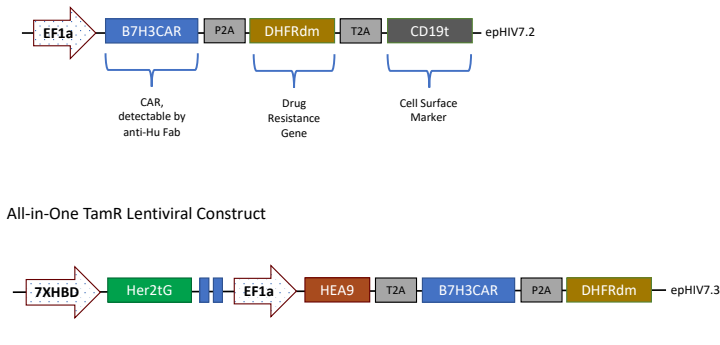 EF1a B7H3CAR P2A DHFRdm T2A CD19t epHIV7.2
CAR,
detectable by
anti-Hu Fab
Drug
Resistance
Gene
Cell Surface
Marker
All-in-One TamR Lentiviral Construct
7XHBD Her2tG EF1a HEA9 T2A B7H3CAR P2A DHFRdm epHIV7.3